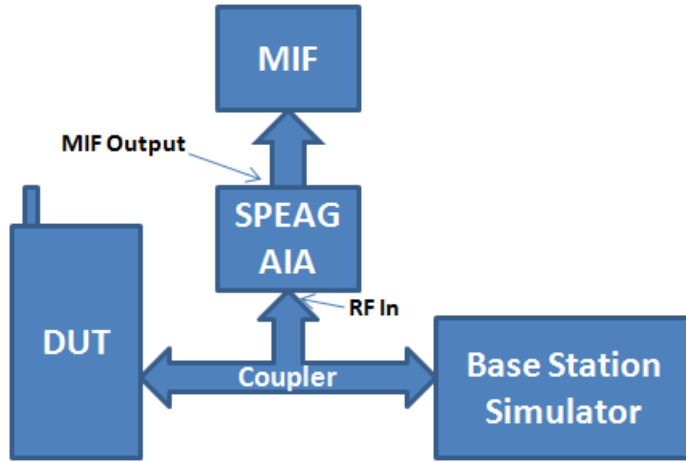 MIF
MIF Output
SPEAG
AIA
RF In
DUT
Coupler
Base Station
Simulator